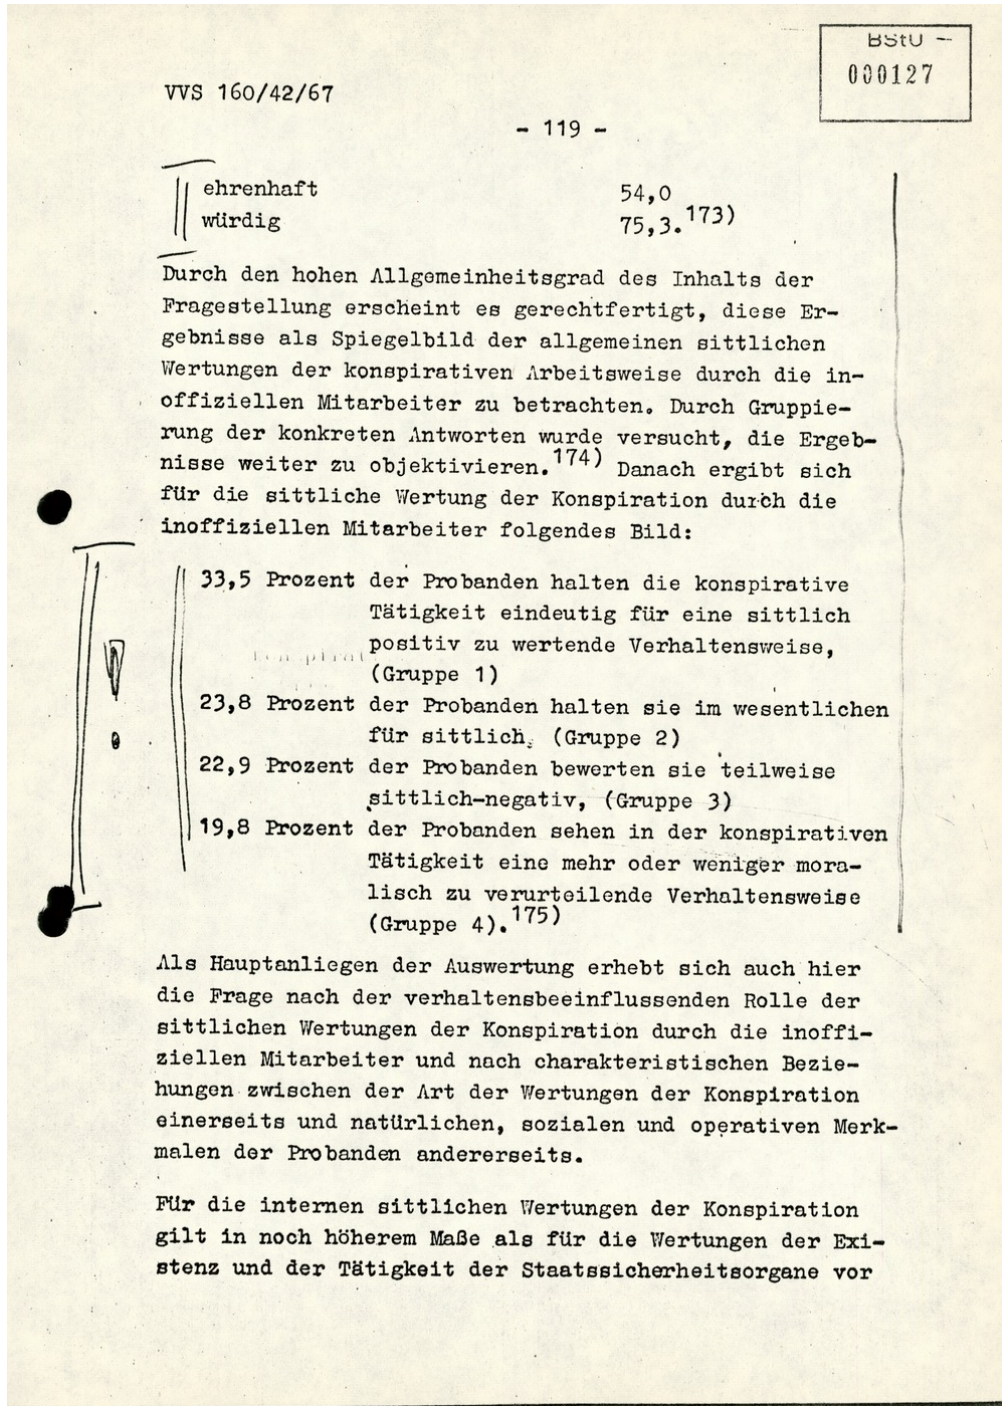 BStU
000127
VVS 160/42/67
- 119 -
ehrenhaft 54,0
würdig 75,3.173)
Durch den hohen Allgemeinheitsgrad des Inhalts der
Fragestellung erscheint es gerechtfertigt, diese Er-
gebnisse als Spiegelbild der allgemeinen sittlichen
Wertungen der konspirativen Arbeitsweise durch die in-
offiziellen Mitarbeiter zu betrachten. Durch Gruppie-
rung der konkreten Antworten wurde versucht, die Ergeb-
nisse weiter zu objektivieren.174) Danach ergibt sich
für die sittliche Wertung der Konspiration durch die
inoffiziellen Mitarbeiter folgendes Bild:
33,5 Prozent der Probanden halten die konspirative
Tätigkeit eindeutig für eine sittlich
positiv zu wertende Verhaltensweise,
(Gruppe 1)
23,8 Prozent der Probanden halten sie im wesentlichen
für sittlich, (Gruppe 2)
22,9 Prozent der Probanden bewerten sie teilweise
sittlich-negativ, (Gruppe 3)
19,8 Prozent der Probanden sehen in der konspirativen
Tätigkeit eine mehr oder weniger mora-
lisch zu verurteilende Verhaltensweise
(Gruppe 4).175)
Als Hauptanliegen der Auswertung erhebt sich auch hier
die Frage nach der verhaltensbeeinflussenden Rolle der
sittlichen Wertungen der Konspiration durch die inoffi-
ziellen Mitarbeiter und nach charakteristischen Bezie-
hungen zwischen der Art der Wertungen der Konspiration
einerseits und natürlichen, sozialen und operativen Merk-
malen der Probanden andererseits.
Für die internen sittlichen Wertungen der Konspiration
gilt in noch höherem Maße als für die Wertungen der Exi-
stenz und der Tätigkeit der Staatssicherheitsorgane vor